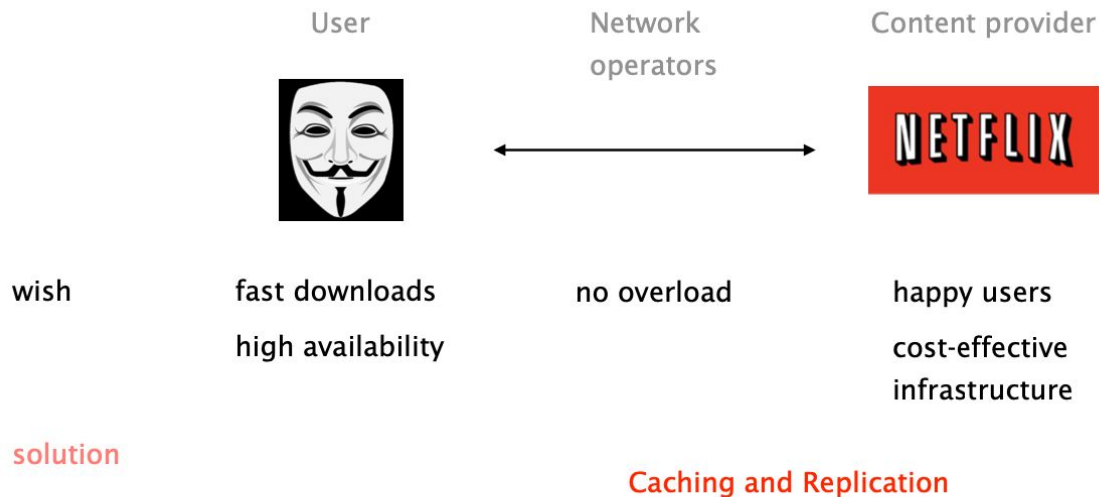 User
Network
operators
Content provider
NETFLIX
wish
fast downloads
high availability
no overload
happy users
cost-effective
infrastructure
solution
Caching and Replication